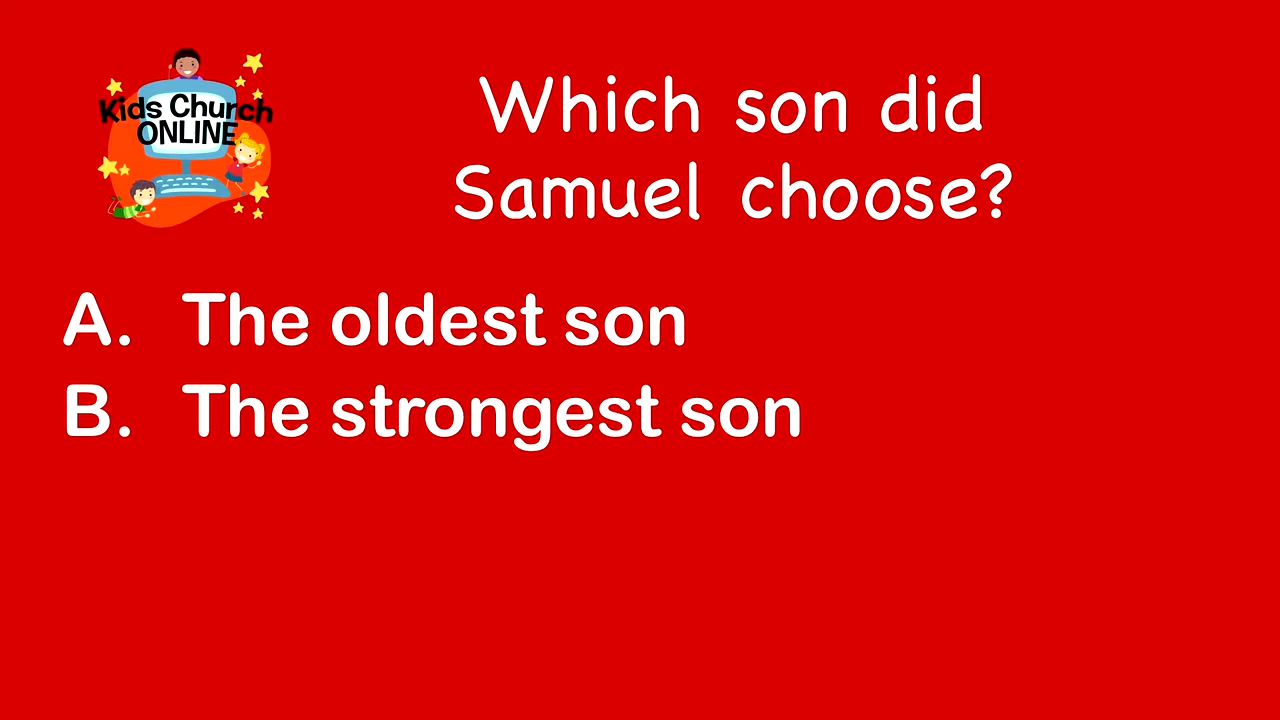 Kids Church
ONLINE
Which son did
Samuel choose?
A. The oldest son
B. The strongest son